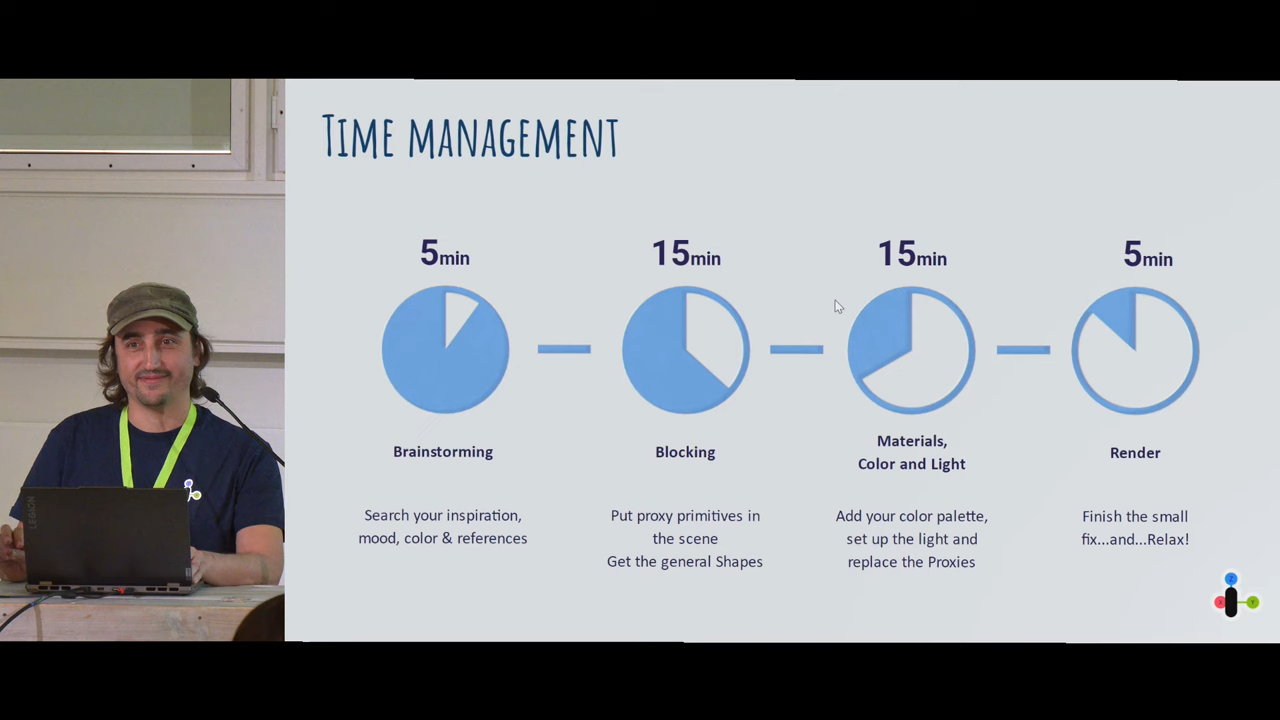 Time management
5min
15min
15min
5min
Brainstorming
Blocking
Materials,
Color and Light
Render
Search your inspiration,
mood, color & references
Put proxy primitives in
the scene
Get the general Shapes
Add your color palette,
set up the light and
replace the Proxies
Finish the small
fix...and...Relax!
LEGION
Z
Y